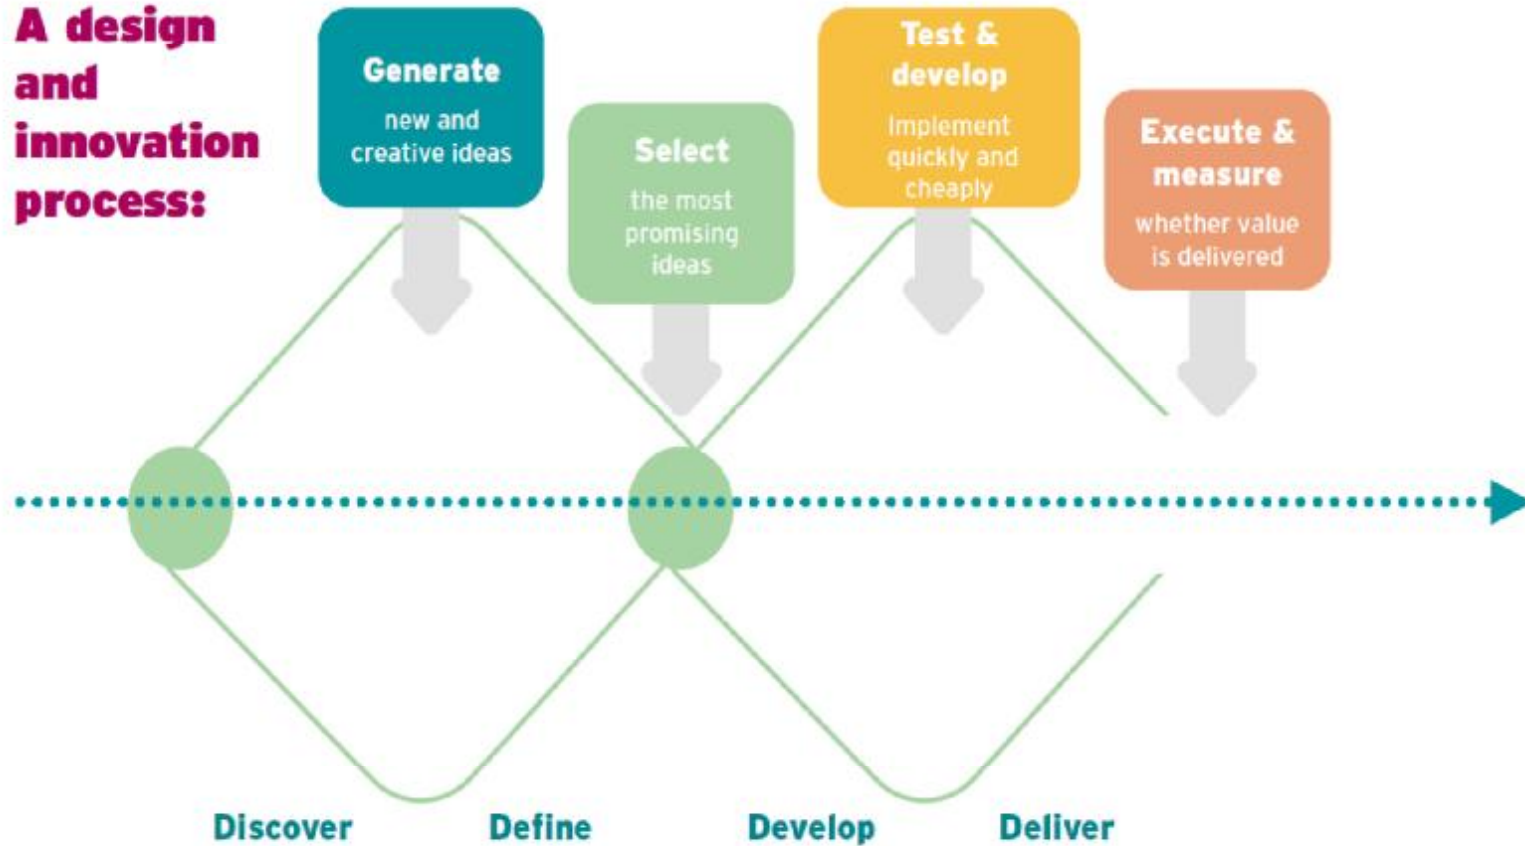 A design
and
innovation
process:
Generate
new and
creative ideas
Select
the most
promising
ideas
Test &
develop
Implement
quickly and
cheaply
Execute &
measure
whether value
is delivered
Discover
Define
Develop
Deliver